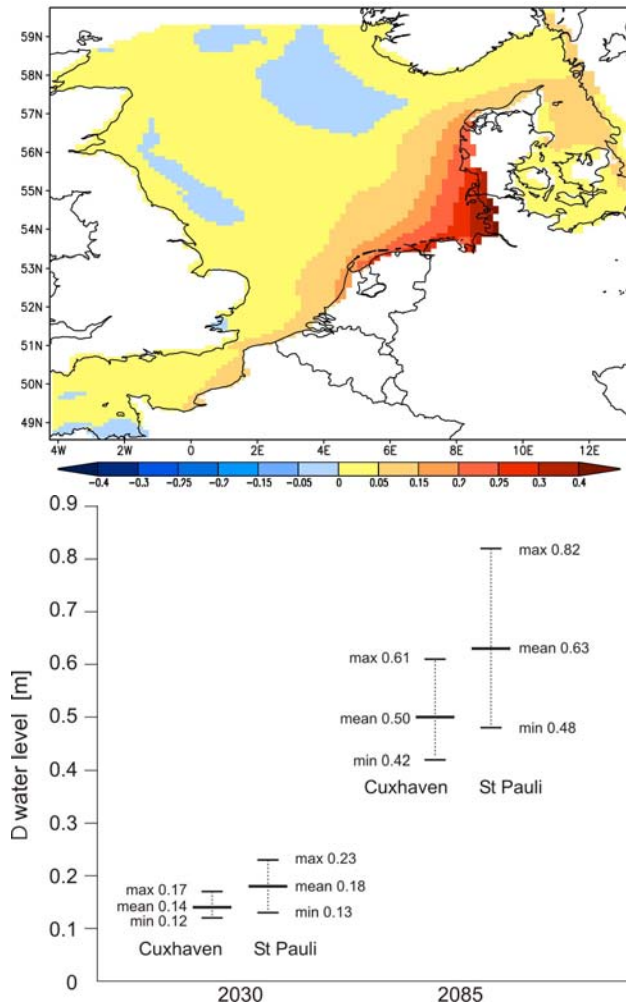 59N
58N
57N
56N
55N
54N
53N
52N
51N
50N
49N
4W 2W 0 2E 4E 6E 8E 10E 12E
-0.4 -0.3 -0.25 -0.2 -0.15 -0.05 0 0.05 0.15 0.2 0.25 0.3 0.4
0.9
0.8
0.7
0.6
0.5
0.4
0.3
0.2
0.1
0
D water level [m]
max 0.82
max 0.61
mean 0.63
mean 0.50
min 0.48
min 0.42
Cuxhaven St Pauli
max 0.23
max 0.17
mean 0.18
mean 0.14
min 0.13
min 0.12
Cuxhaven St Pauli
2030 2085